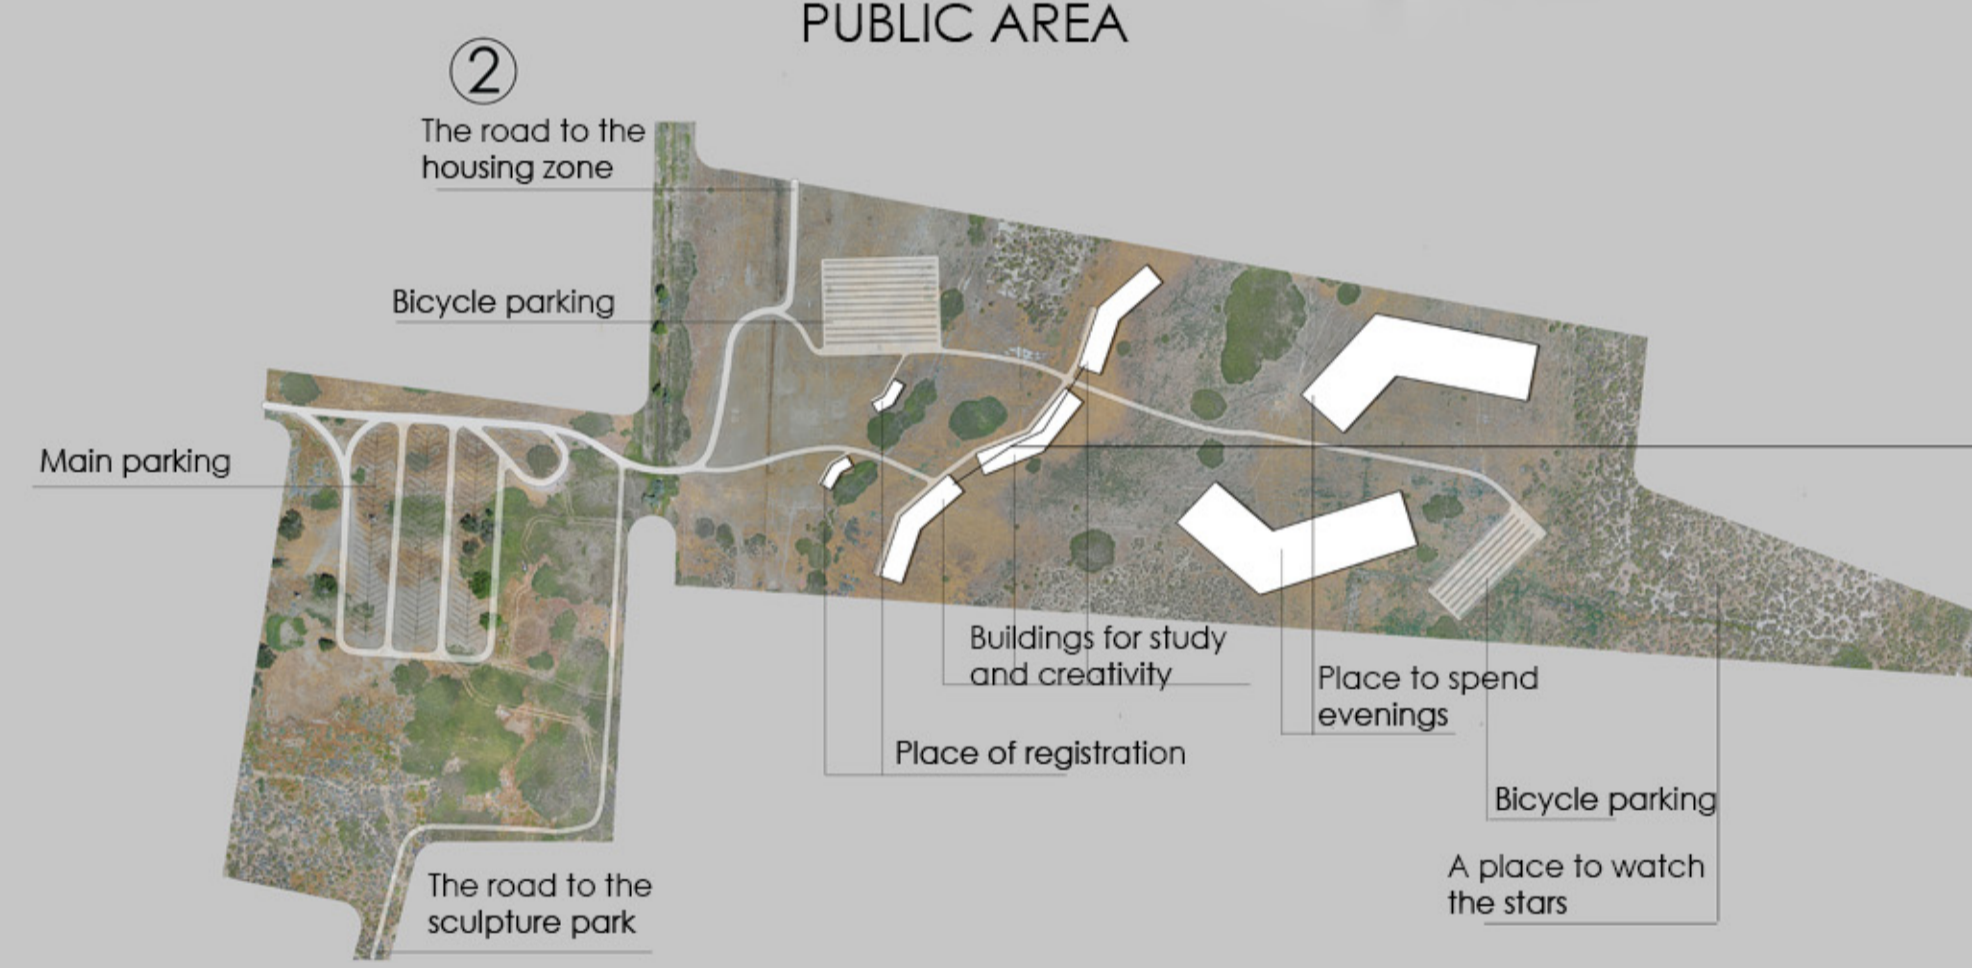 PUBLIC AREA
2
The road to the
housing zone
Bicycle parking
Main parking
Buildings for study
and creativity
Place to spend
evenings
Place of registration
Bicycle parking
A place to watch
the stars
The road to the
sculpture park